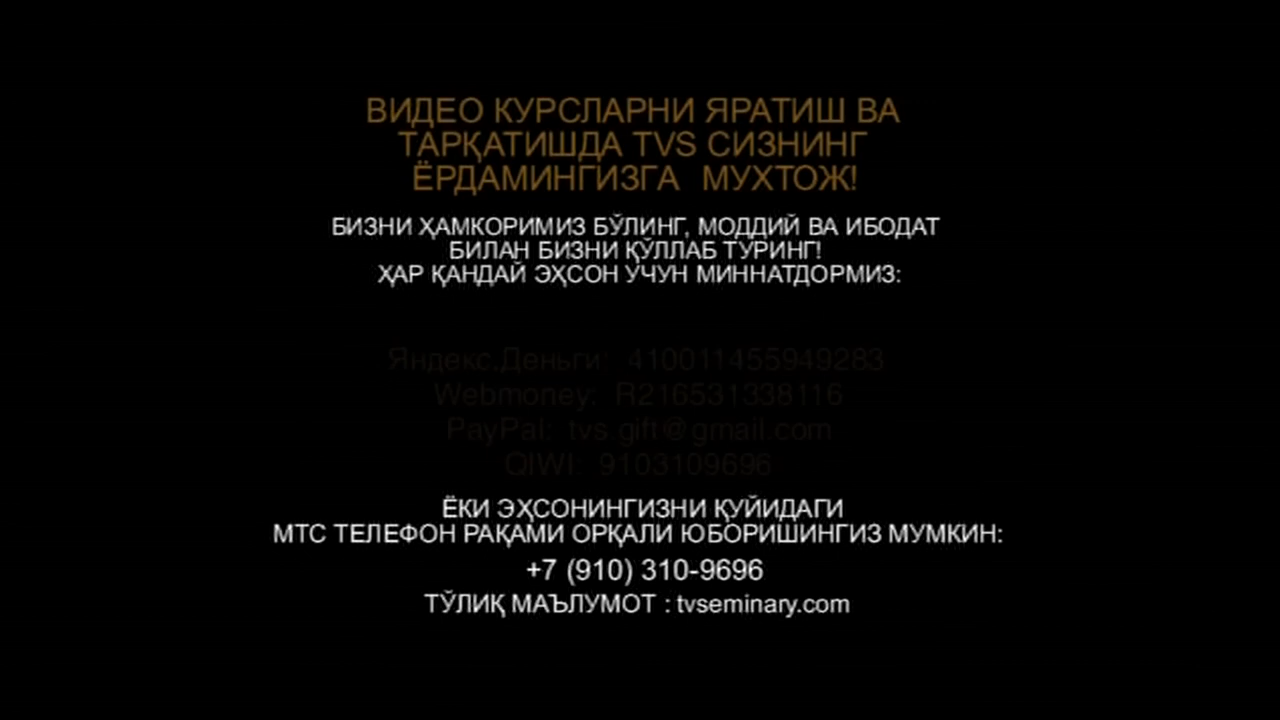 ВИДЕО КУРСЛАРНИ ЯРАТИШ ВА
ТАРҚАТИШДА TVS СИЗНИНГ
ЁРДАМИНГИЗГА МУХТОЖ!
БИЗНИ ҲАМКОРИМИЗ БЎЛИНГ, МОДДИЙ ВА ИБОДАТ
БИЛАН БИЗНИ ҚЎЛЛАБ ТУРИНГ!
ҲАР ҚАНДАЙ ЭҲСОН УЧУН МИННАТДОРМИЗ:
Яндекс.Деньги: 410011455949283
Webmoney: R216531338116
PayPal: tvs.gift@gmail.com
QIWI: 9103109696
ЁКИ ЭҲСОНИНГИЗНИ ҚУЙИДАГИ
МТС ТЕЛЕФОН РАҚАМИ ОРҚАЛИ ЮБОРИШИНГИЗ МУМКИН:
+7 (910) 310-9696
ТЎЛИҚ МАЪЛУМОТ : tvseminary.com